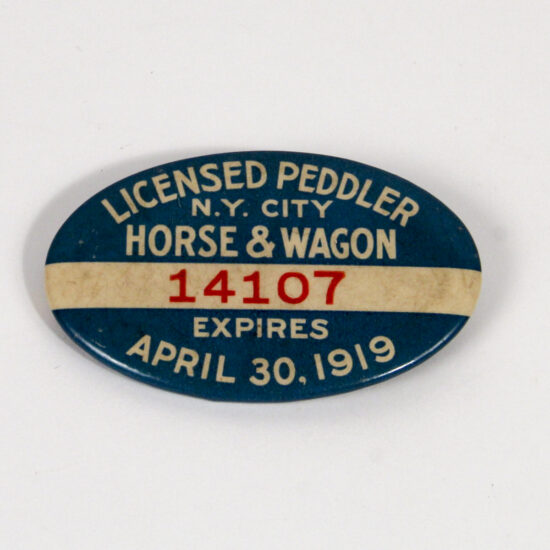 LICENSED PEDDLER
N.Y. CITY
HORSE & WAGON
14107
EXPIRES
APRIL 30, 1919